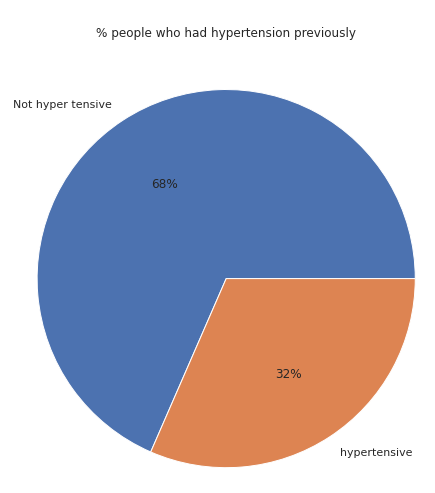 % people who had hypertension previously
Not hyper tensive
68%
32%
hypertensive